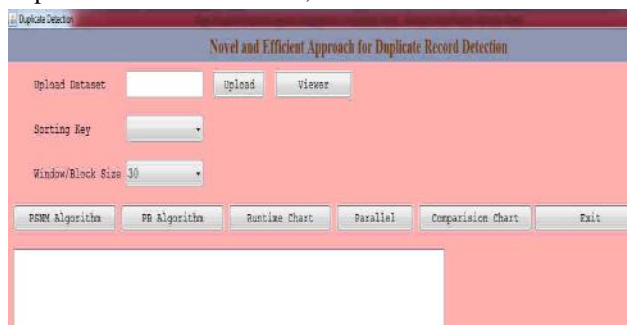 Duplicate Detection
Novel and Efficient Approach for Duplicate Record Detection
Upload Dataset Upload Viewer
Sorting Key
Window/Block Size 30
PSNM Algorithm PB Algorithm Runtime Chart Parallel Comparision Chart Exit